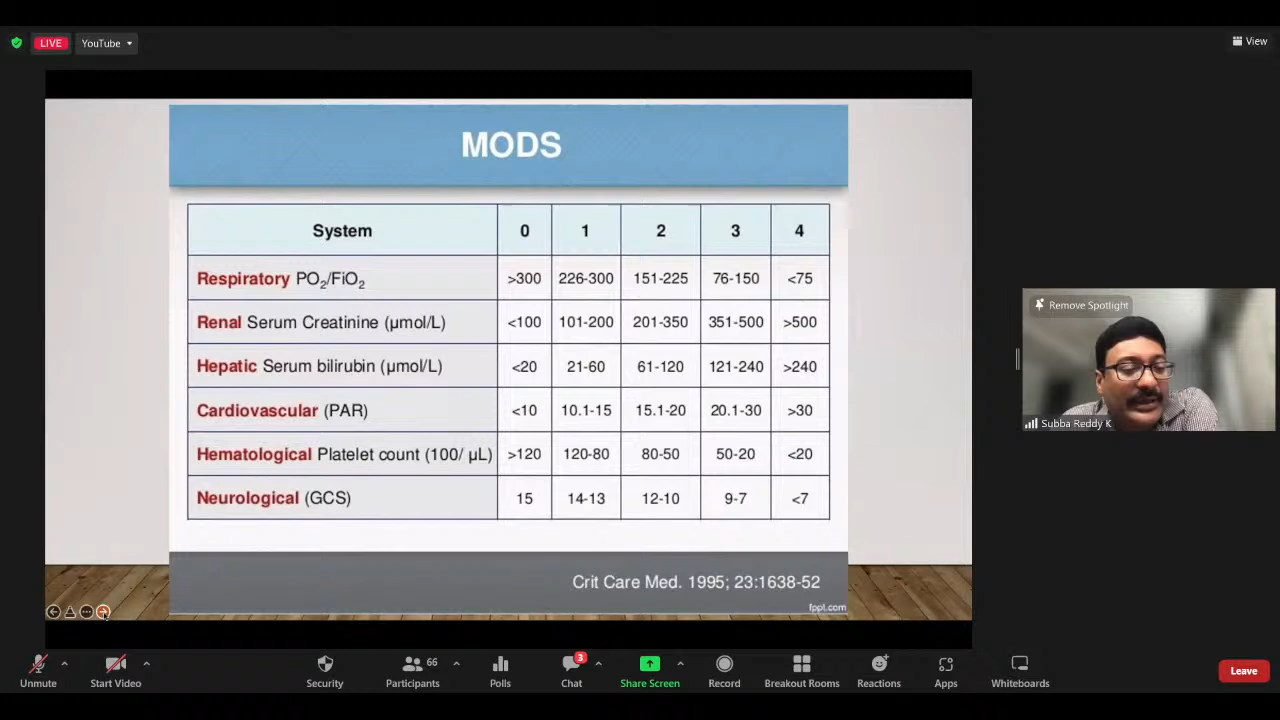 LIVE
YouTube
View
MODS
System 0 1 2 3 4
Respiratory PO2/FiO2 >300 226-300 151-225 76-150 <75
Renal Serum Creatinine (µmol/L) <100 101-200 201-350 351-500 >500
Hepatic Serum bilirubin (µmol/L) <20 21-60 61-120 121-240 >240
Cardiovascular (PAR) <10 10.1-15 15.1-20 20.1-30 >30
Hematological Platelet count (100/ µL) >120 120-80 80-50 50-20 <20
Neurological (GCS) 15 14-13 12-10 9-7 <7
Crit Care Med. 1995; 23:1638-52
fppt.com
Remove Spotlight
Subba Reddy K
66
3
Unmute Start Video Security Participants Polls Chat Share Screen Record Breakout Rooms Reactions Apps Whiteboards Leave